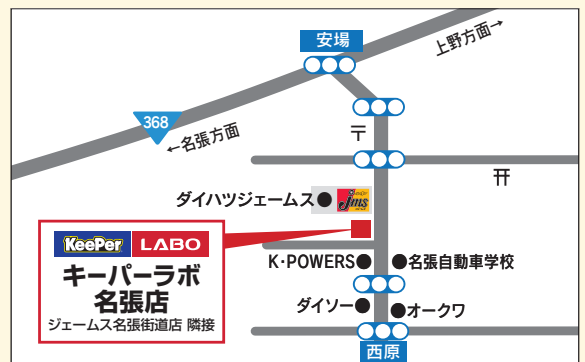 安場
上野方面→
368
←名張方面
〒
ダイハツジェームス
Jms
KeePer LABO
キーパーラボ
名張店
ジェームス名張街道店 隣接
K・POWERS
名張自動車学校
ダイソー
オークワ
西原